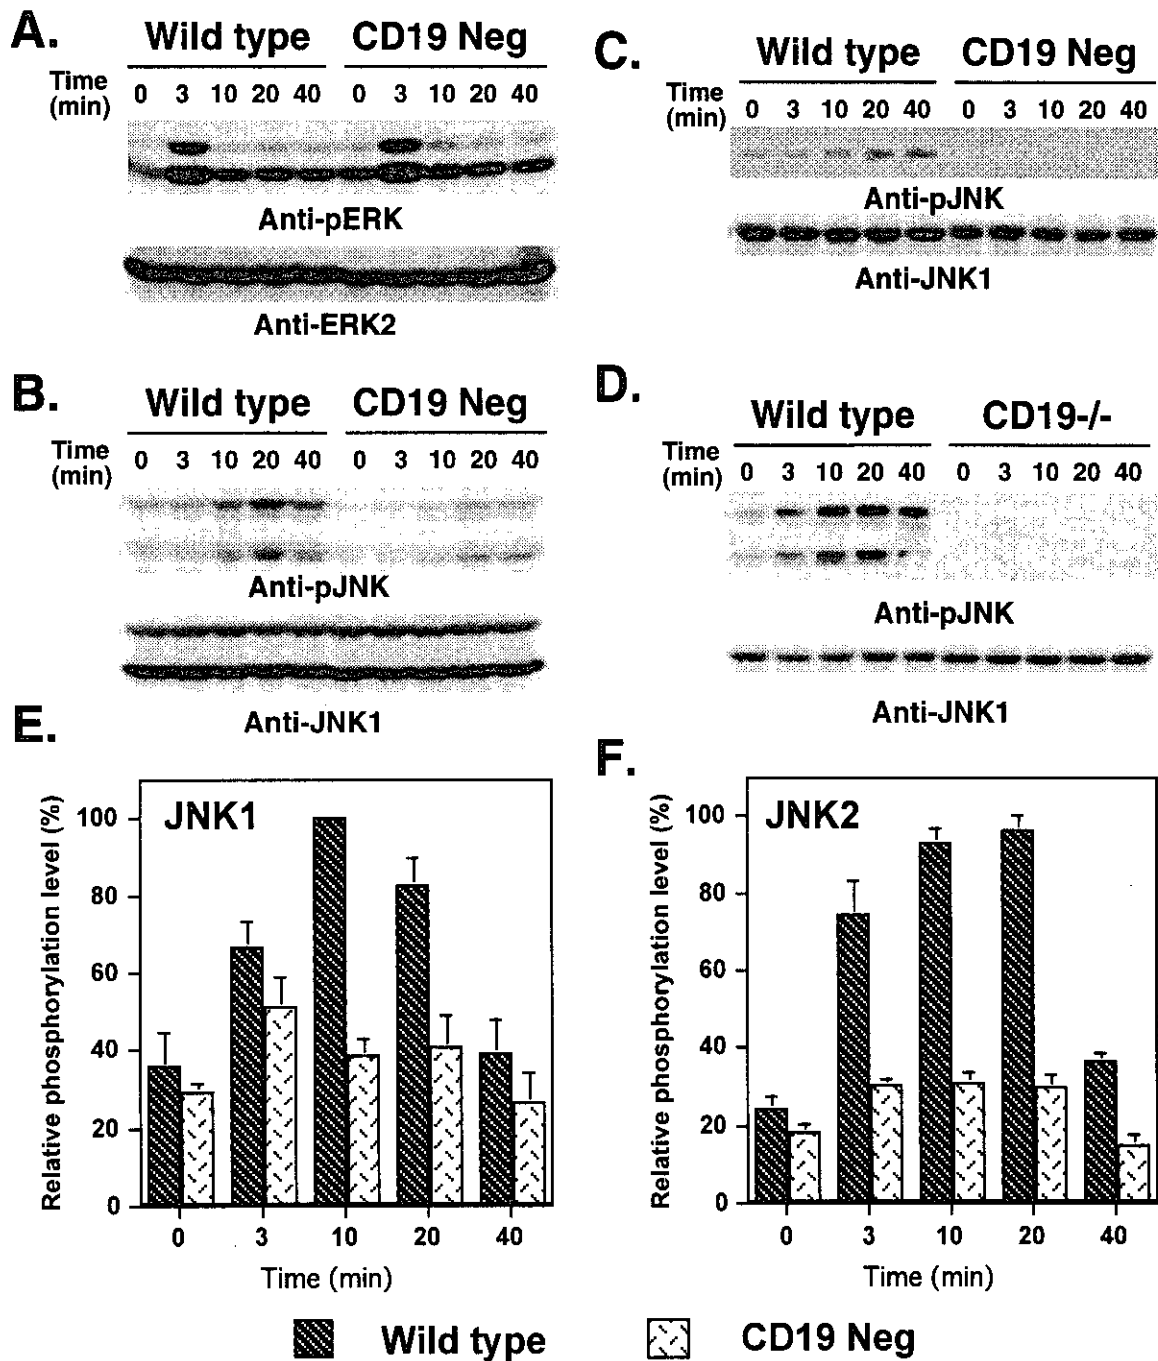 A.
Wild type CD19 Neg
Time
(min)
0 3 10 20 40 0 3 10 20 40
Anti-pERK
Anti-ERK2
C.
Wild type CD19 Neg
Time
(min)
0 3 10 20 40 0 3 10 20 40
Anti-pJNK
Anti-JNK1
B.
Wild type CD19 Neg
Time
(min)
0 3 10 20 40 0 3 10 20 40
Anti-pJNK
Anti-JNK1
D.
Wild type CD19-/-
Time
(min)
0 3 10 20 40 0 3 10 20 40
Anti-pJNK
Anti-JNK1
E.
JNK1
Relative phosphorylation level (%)
100
80
60
40
20
0
0 3 10 20 40
Time (min)
F.
JNK2
Relative phosphorylation level (%)
100
80
60
40
20
0
0 3 10 20 40
Time (min)
Wild type CD19 Neg